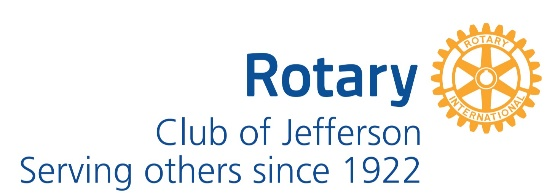 Rotary
ROTARY
INTERNATIONAL
Club of Jefferson
Serving others since 1922